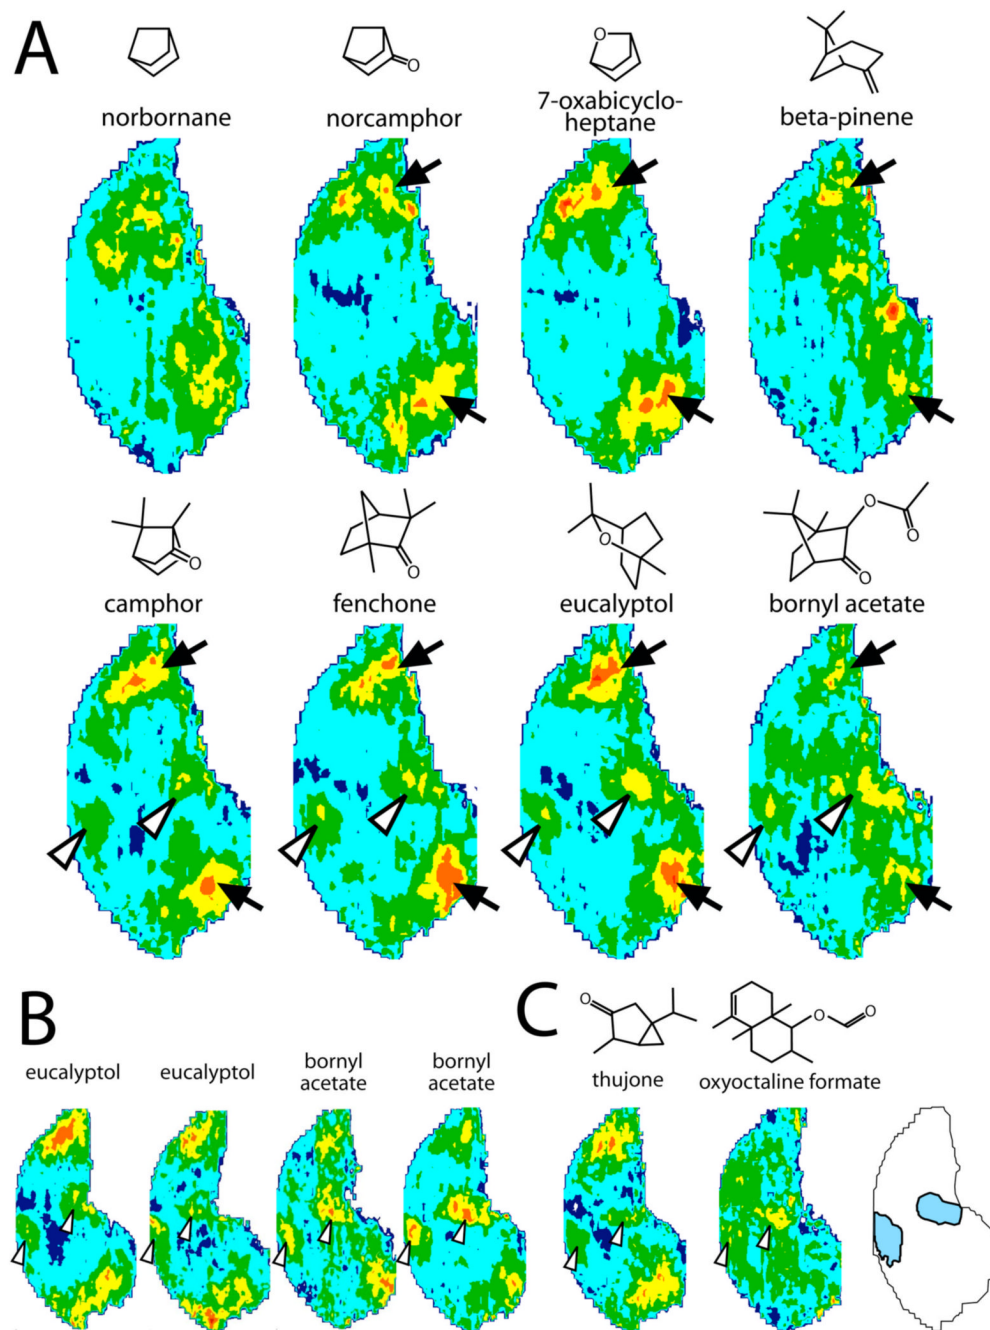 A
O
O
norbornane
norcamphor
7-oxabicyclo-
heptane
beta-pinene
O
O
O
O
O
O
camphor
fenchone
eucalyptol
bornyl acetate
B
C
O
O
O
eucalyptol
eucalyptol
bornyl
acetate
bornyl
acetate
thujone
oxyoctaline formate